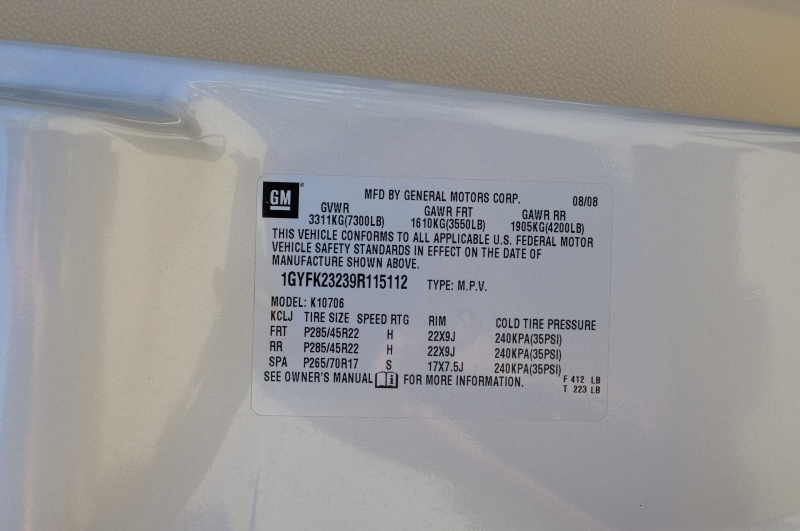 GM ® MFD BY GENERAL MOTORS CORP. 08/08
GVWR GAWR FRT GAWR RR
3311KG(7300LB) 1610KG(3550LB) 1905KG(4200LB)
THIS VEHICLE CONFORMS TO ALL APPLICABLE U.S. FEDERAL MOTOR
VEHICLE SAFETY STANDARDS IN EFFECT ON THE DATE OF
MANUFACTURE SHOWN ABOVE.
1GYFK23239R115112 TYPE: M.P.V.
MODEL: K10706
KCLJ TIRE SIZE SPEED RTG RIM COLD TIRE PRESSURE
FRT P285/45R22 H 22X9J 240KPA(35PSI)
RR P285/45R22 H 22X9J 240KPA(35PSI)
SPA P265/70R17 S 17X7.5J 240KPA(35PSI)
SEE OWNER'S MANUAL i FOR MORE INFORMATION. F 412 LB
T 223 LB